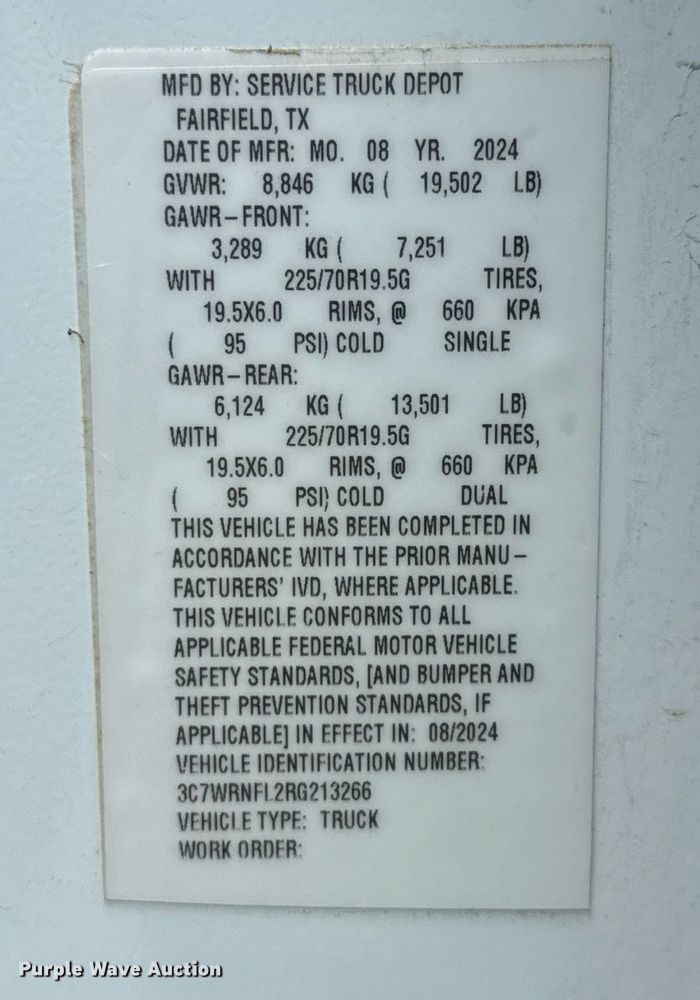 MFD BY: SERVICE TRUCK DEPOT
FAIRFIELD, TX
DATE OF MFR: MO. 08 YR. 2024
GVWR: 8,846 KG ( 19,502 LB)
GAWR-FRONT:
3,289 KG ( 7,251 LB)
WITH 225/70R19.5G TIRES,
19.5X6.0 RIMS, @ 660 KPA
( 95 PSI) COLD SINGLE
GAWR-REAR:
6,124 KG ( 13,501 LB)
WITH 225/70R19.5G TIRES,
19.5X6.0 RIMS, @ 660 KPA
( 95 PSI) COLD DUAL
THIS VEHICLE HAS BEEN COMPLETED IN
ACCORDANCE WITH THE PRIOR MANU-
FACTURERS' IVD, WHERE APPLICABLE.
THIS VEHICLE CONFORMS TO ALL
APPLICABLE FEDERAL MOTOR VEHICLE
SAFETY STANDARDS, [AND BUMPER AND
THEFT PREVENTION STANDARDS, IF
APPLICABLE] IN EFFECT IN: 08/2024
VEHICLE IDENTIFICATION NUMBER:
3C7WRNFL2RG213266
VEHICLE TYPE: TRUCK
WORK ORDER:
Purple Wave Auction